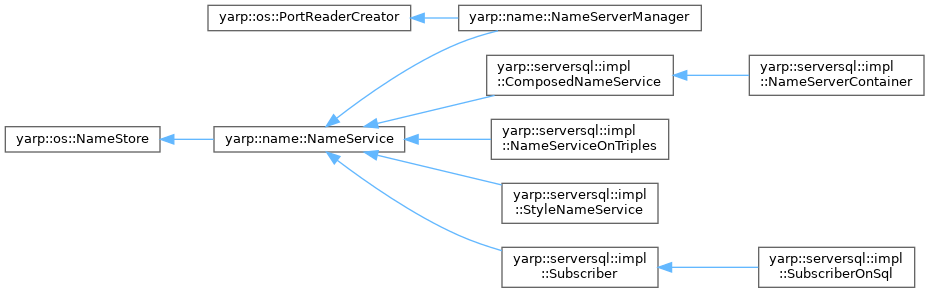 yarp::os::PortReaderCreator
yarp::name::NameServerManager
yarp::serversql::impl
::ComposedNameService
yarp::serversql::impl
::NameServerContainer
yarp::os::NameStore
yarp::name::NameService
yarp::serversql::impl
::NameServiceOnTriples
yarp::serversql::impl
::StyleNameService
yarp::serversql::impl
::Subscriber
yarp::serversql::impl
::SubscriberOnSql